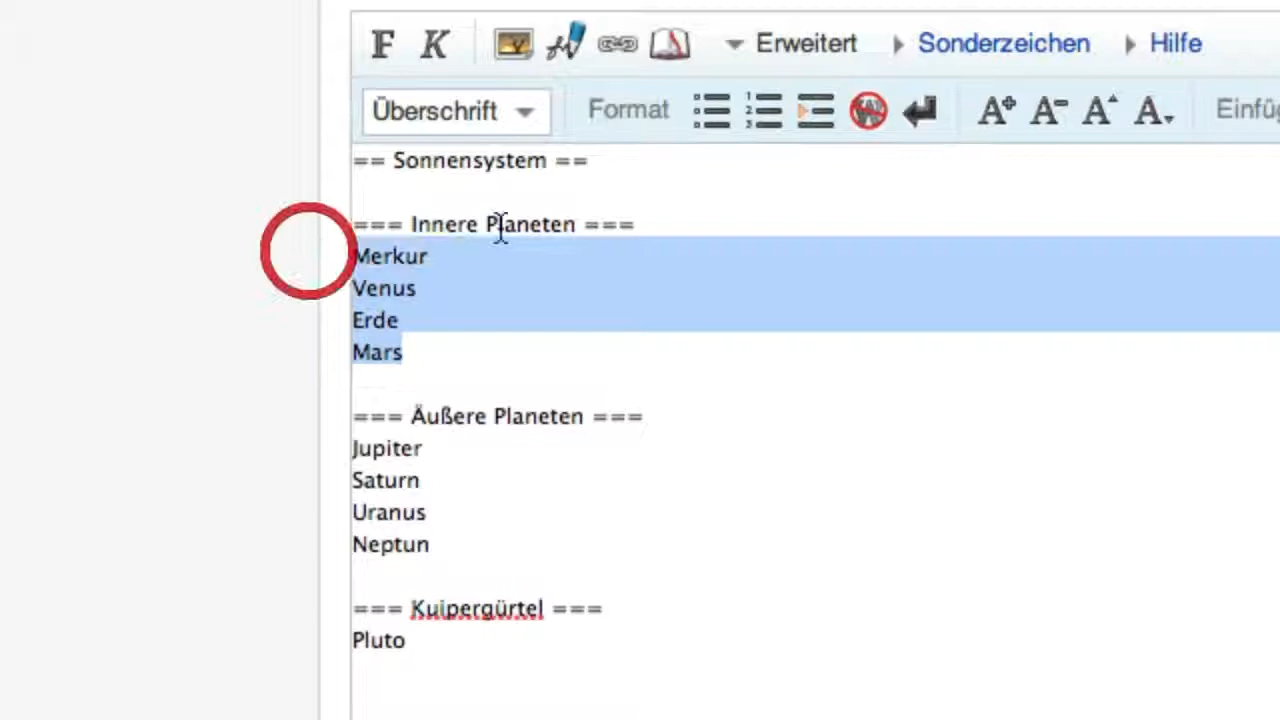 F K Erweitert Sonderzeichen Hilfe
Überschrift Format A+ A- A A Einfü
== Sonnensystem ==
=== Innere Planeten ===
Merkur
Venus
Erde
Mars
=== Äußere Planeten ===
Jupiter
Saturn
Uranus
Neptun
=== Kuipergürtel ===
Pluto